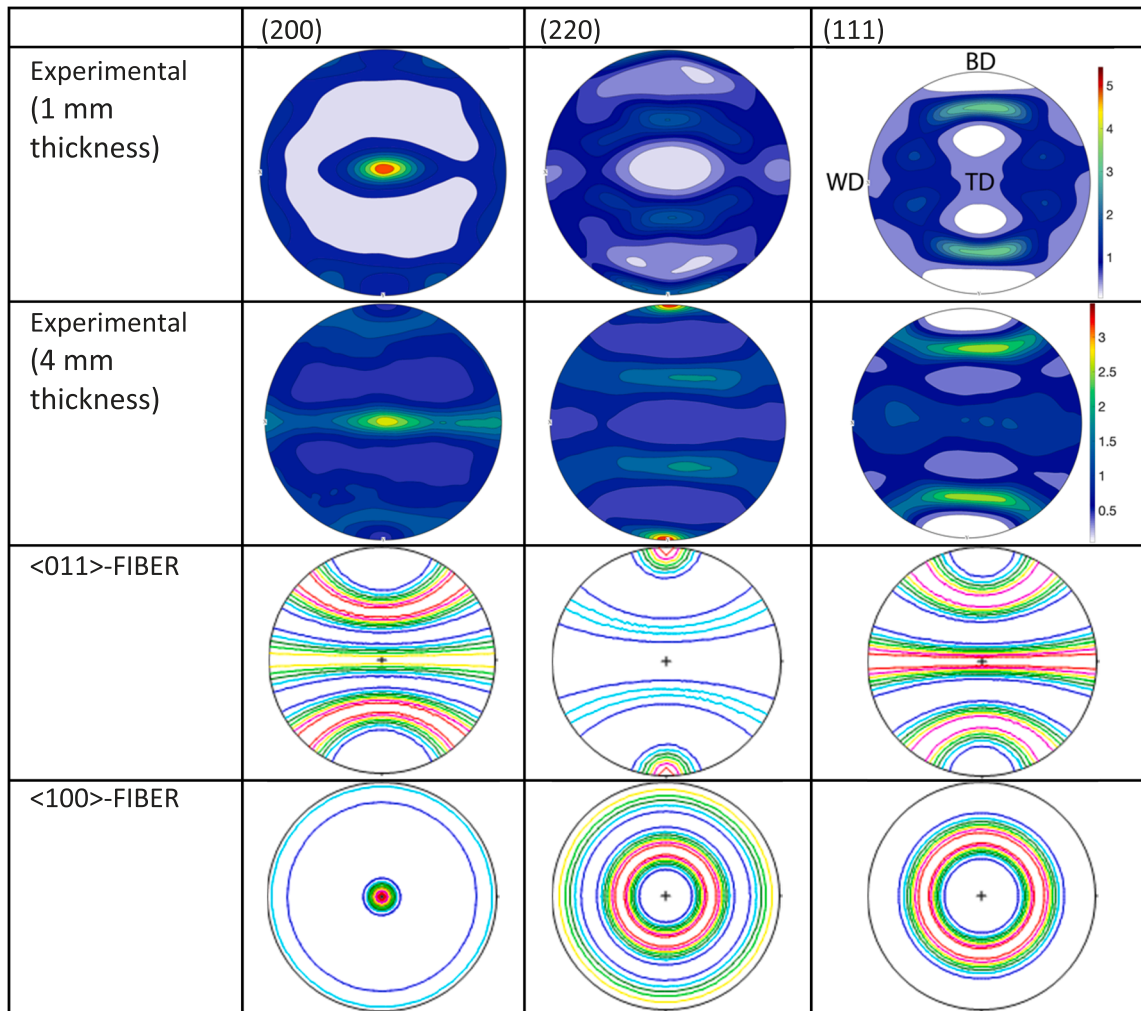 (200)
(220)
(111)
Experimental
(1 mm
thickness)
BD
WD
TD
5
4
3
2
1
Experimental
(4 mm
thickness)
3
2.5
2
1.5
1
0.5
<011>-FIBER
<100>-FIBER